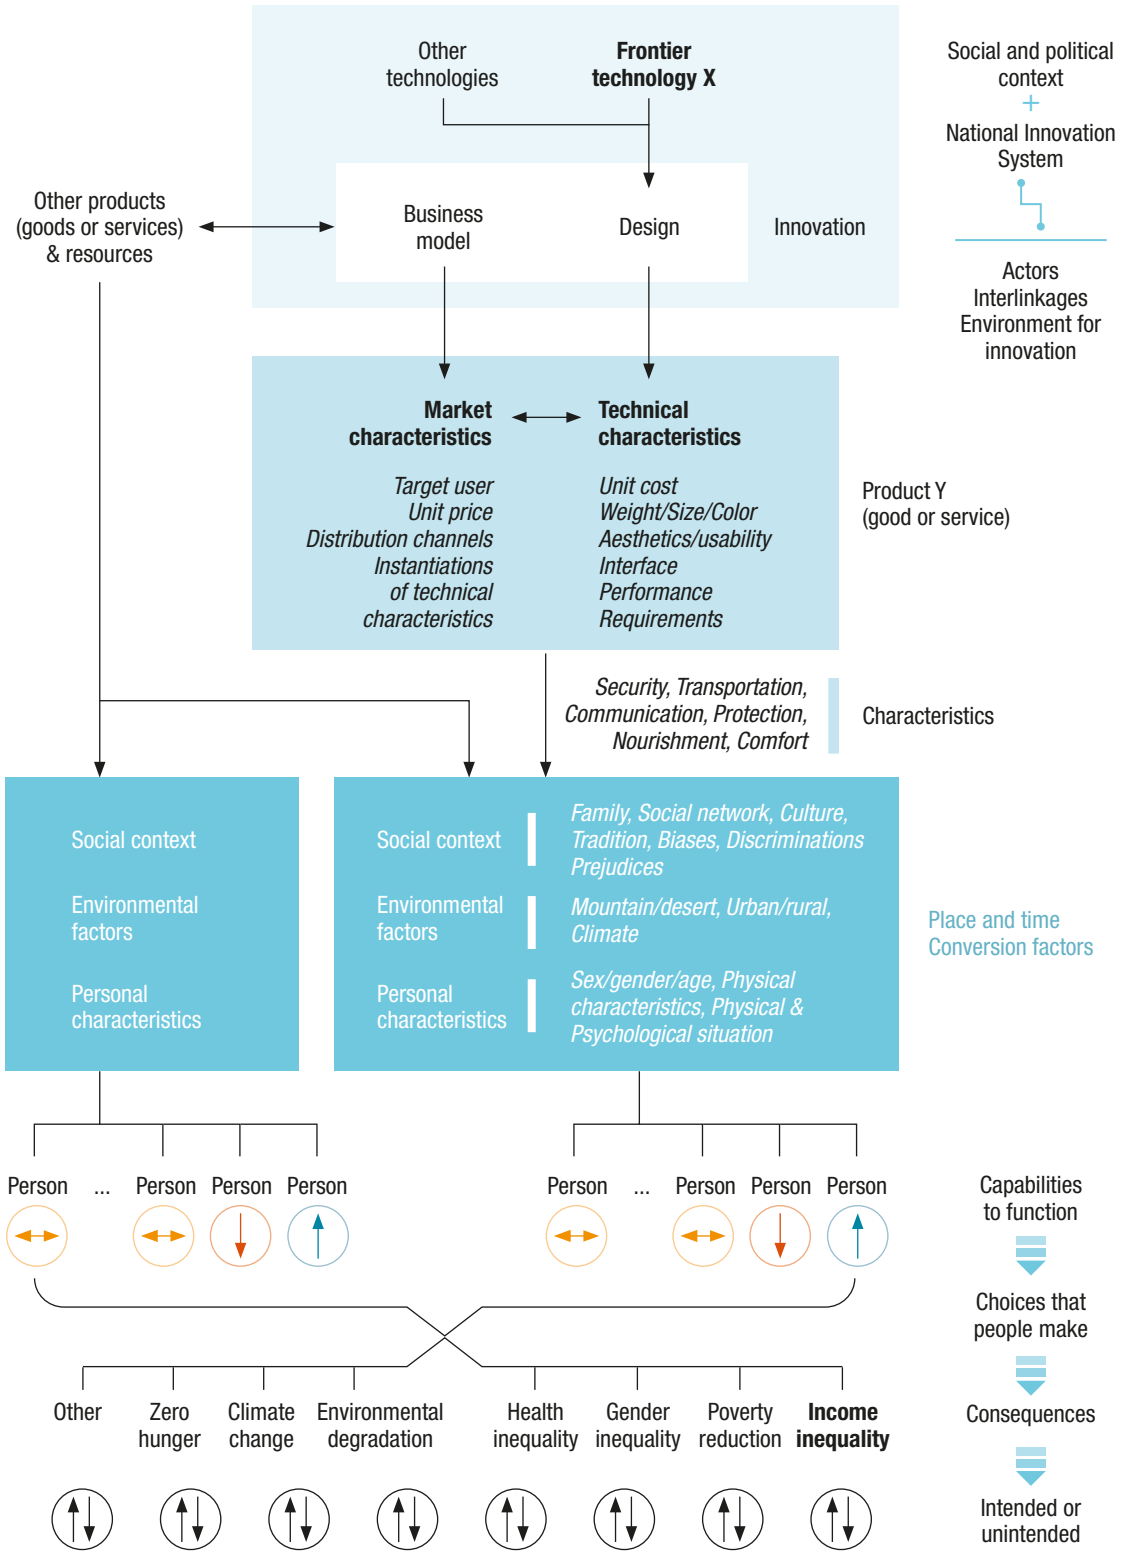 Other
technologies
Frontier
technology X
Social and political
context
+
National Innovation
System
Actors
Interlinkages
Environment for
innovation
Other products
(goods or services)
& resources
Business
model
Design
Innovation
Market
characteristics
Target user
Unit price
Distribution channels
Instantiations
of technical
characteristics
Technical
characteristics
Unit cost
Weight/Size/Color
Aesthetics/usability
Interface
Performance
Requirements
Product Y
(good or service)
Security, Transportation,
Communication, Protection,
Nourishment, Comfort
Characteristics
Social context
Environmental
factors
Personal
characteristics
Social context
Family, Social network, Culture,
Tradition, Biases, Discriminations
Prejudices
Environmental
factors
Mountain/desert, Urban/rural,
Climate
Personal
characteristics
Sex/gender/age, Physical
characteristics, Physical &
Psychological situation
Place and time
Conversion factors
Person ... Person Person Person
Person ... Person Person Person
Capabilities
to function
Choices that
people make
Consequences
Intended or
unintended
Other
Zero
hunger
Climate
change
Environmental
degradation
Health
inequality
Gender
inequality
Poverty
reduction
Income
inequality